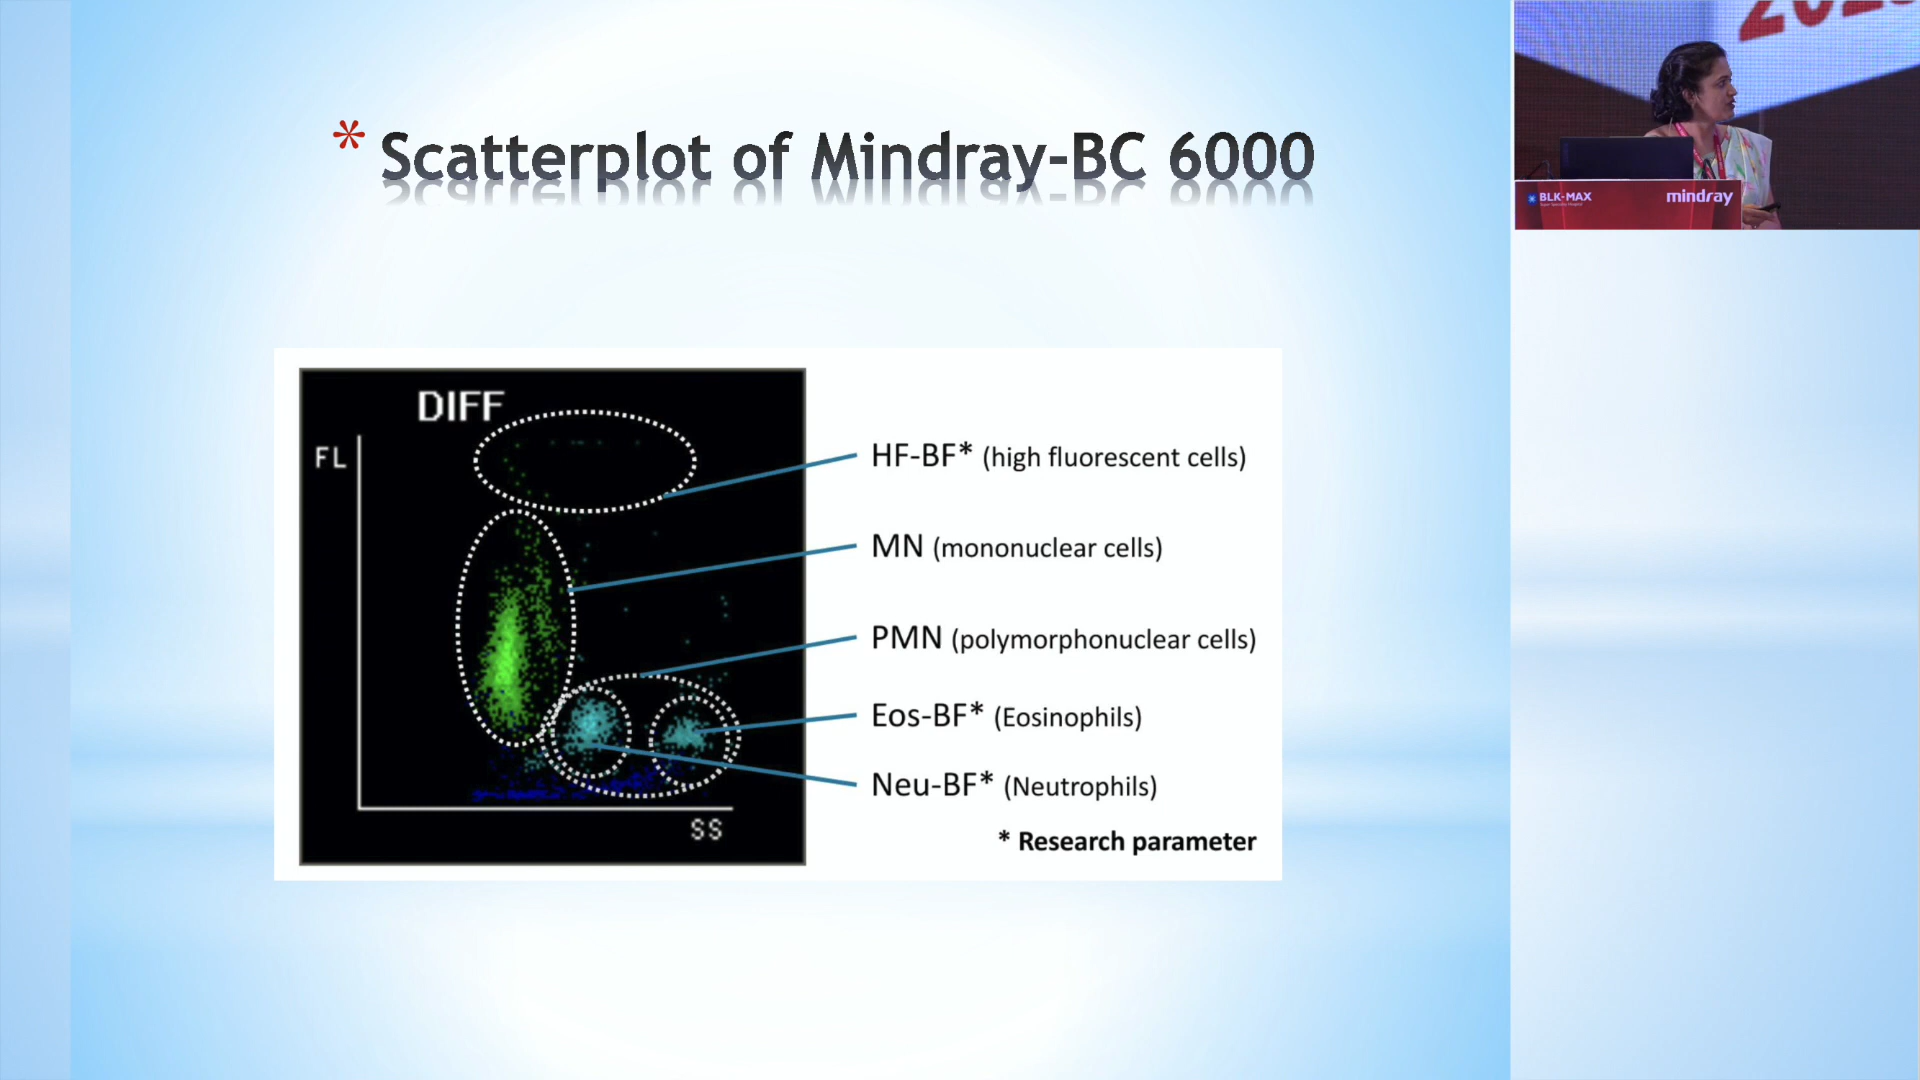 * Scatterplot of Mindray-BC 6000
DIFF
FL
SS
HF-BF* (high fluorescent cells)
MN (mononuclear cells)
PMN (polymorphonuclear cells)
Eos-BF* (Eosinophils)
Neu-BF* (Neutrophils)
* Research parameter
BLK-MAX
mindray